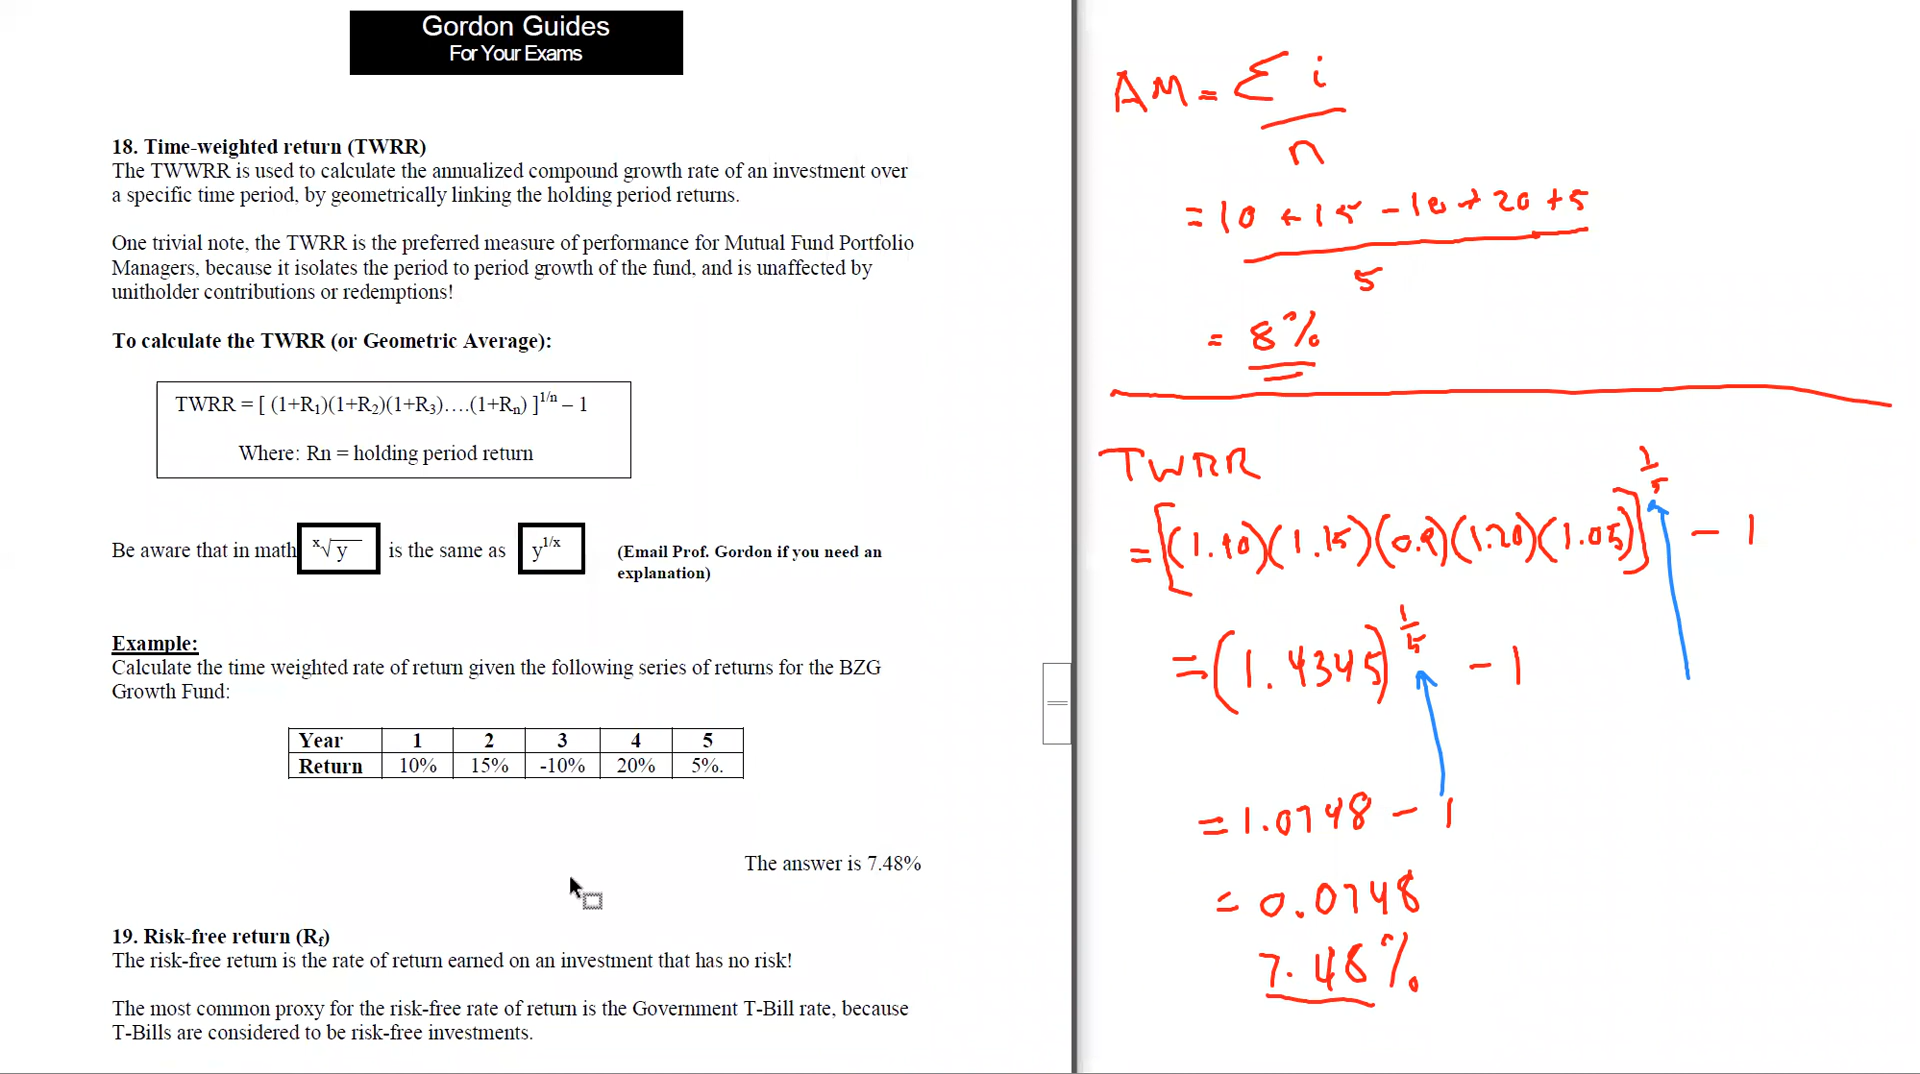 Gordon Guides
For Your Exams
18. Time-weighted return (TWRR)
The TWWRR is used to calculate the annualized compound growth rate of an investment over
a specific time period, by geometrically linking the holding period returns.
One trivial note, the TWRR is the preferred measure of performance for Mutual Fund Portfolio
Managers, because it isolates the period to period growth of the fund, and is unaffected by
unitholder contributions or redemptions!
To calculate the TWRR (or Geometric Average):
TWRR = [ (1+R₁)(1+R₂)(1+R₃)….(1+Rₙ) ]^1/n – 1
Where: Rn = holding period return
Be aware that in math ˣ√y is the same as y^1/x (Email Prof. Gordon if you need an
explanation)
Example:
Calculate the time weighted rate of return given the following series of returns for the BZG
Growth Fund:
Year 1 2 3 4 5
Return 10% 15% -10% 20% 5%.
The answer is 7.48%
19. Risk-free return (Rf)
The risk-free return is the rate of return earned on an investment that has no risk!
The most common proxy for the risk-free rate of return is the Government T-Bill rate, because
T-Bills are considered to be risk-free investments.
AM = Σ i
n
= 10 + 15 - 10 + 20 + 5
5
= 8%
TWRR
= [(1.10)(1.15)(0.9)(1.20)(1.05)]^1/5 - 1
= (1.4345)^1/5 - 1
= 1.0748 - 1
= 0.0748
7.48%